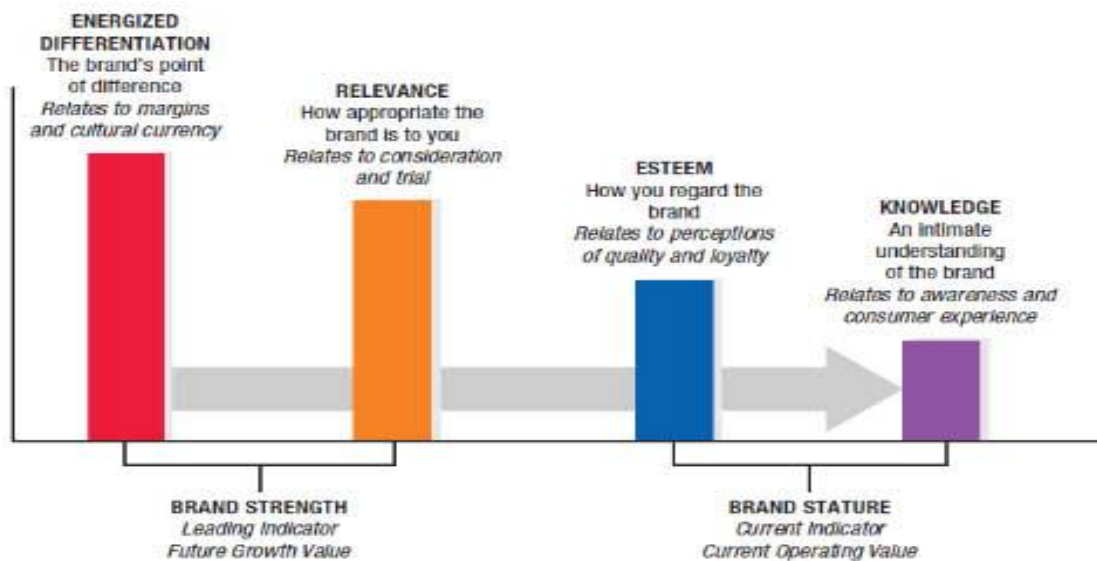 ENERGIZED
DIFFERENTIATION
The brand's point
of difference
Relates to margins
and cultural currency
RELEVANCE
How appropriate the
brand is to you
Relates to consideration
and trial
ESTEEM
How you regard the
brand
Relates to perceptions
of quality and loyalty
KNOWLEDGE
An intimate
understanding
of the brand
Relates to awareness and
consumer experience
BRAND STRENGTH
Leading Indicator
Future Growth Value
BRAND STATURE
Current Indicator
Current Operating Value